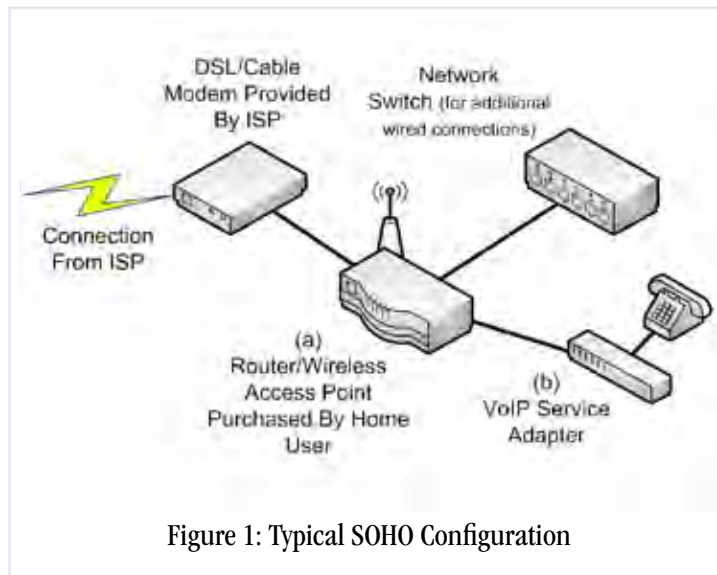 DSL/Cable
Modem Provided
By ISP
Network
Switch (for additional
wired connections)
Connection
From ISP
(a)
Router/Wireless
Access Point
Purchased By Home
User
(b)
VoIP Service
Adapter
Figure 1: Typical SOHO Configuration